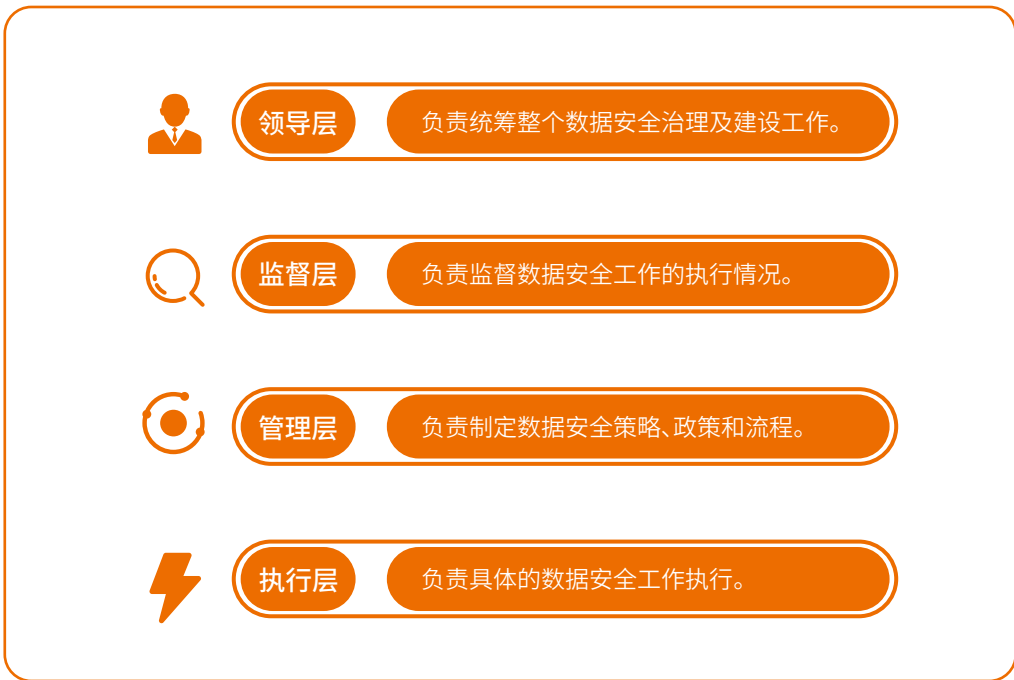 领导层 负责统筹整个数据安全治理及建设工作。
监督层 负责监督数据安全工作的执行情况。
管理层 负责制定数据安全策略、政策和流程。
执行层 负责具体的数据安全工作执行。